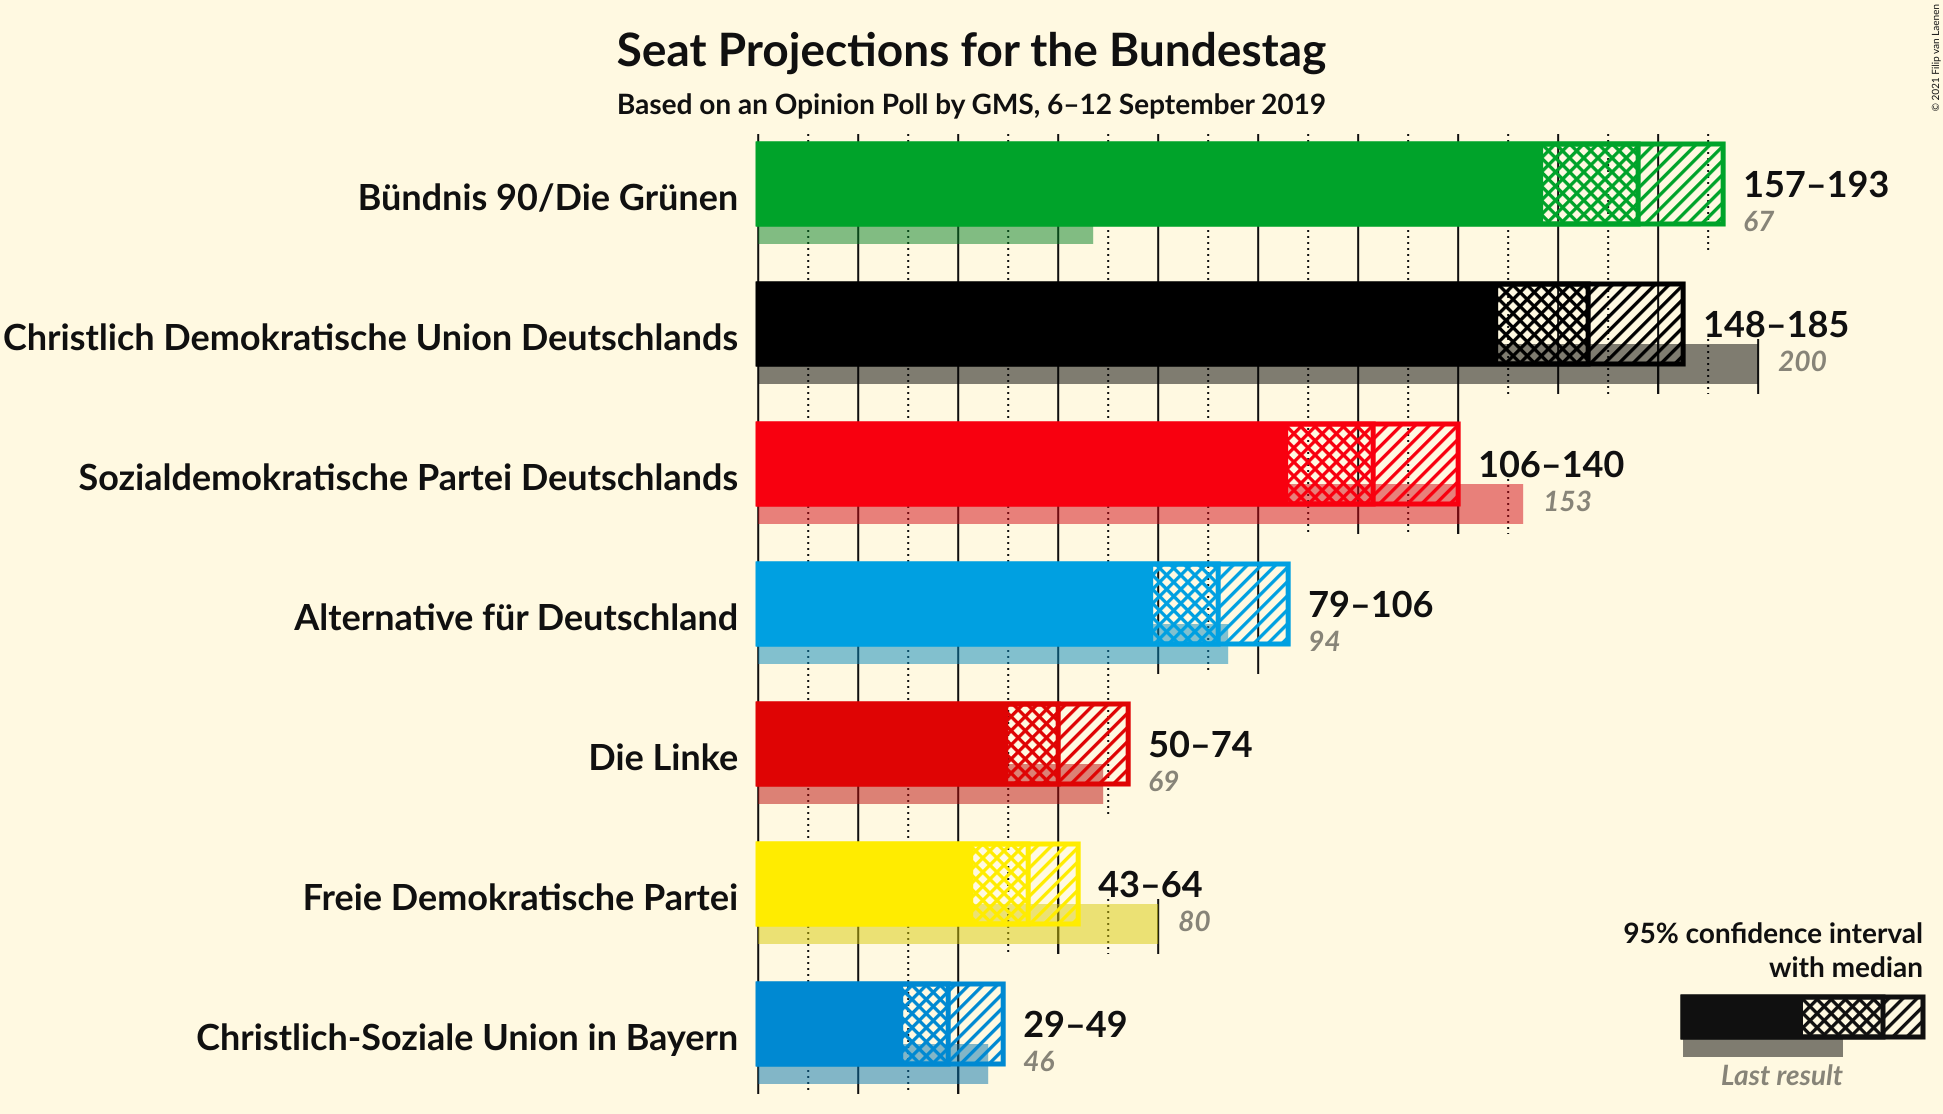 Seat Projections for the Bundestag
Based on an Opinion Poll by GMS, 6–12 September 2019
© 2021 Filip van Laenen
Bündnis 90/Die Grünen
157–193
67
Christlich Demokratische Union Deutschlands
148–185
200
Sozialdemokratische Partei Deutschlands
106–140
153
Alternative für Deutschland
79–106
94
Die Linke
50–74
69
Freie Demokratische Partei
43–64
80
Christlich-Soziale Union in Bayern
29–49
46
95% confidence interval
with median
Last result